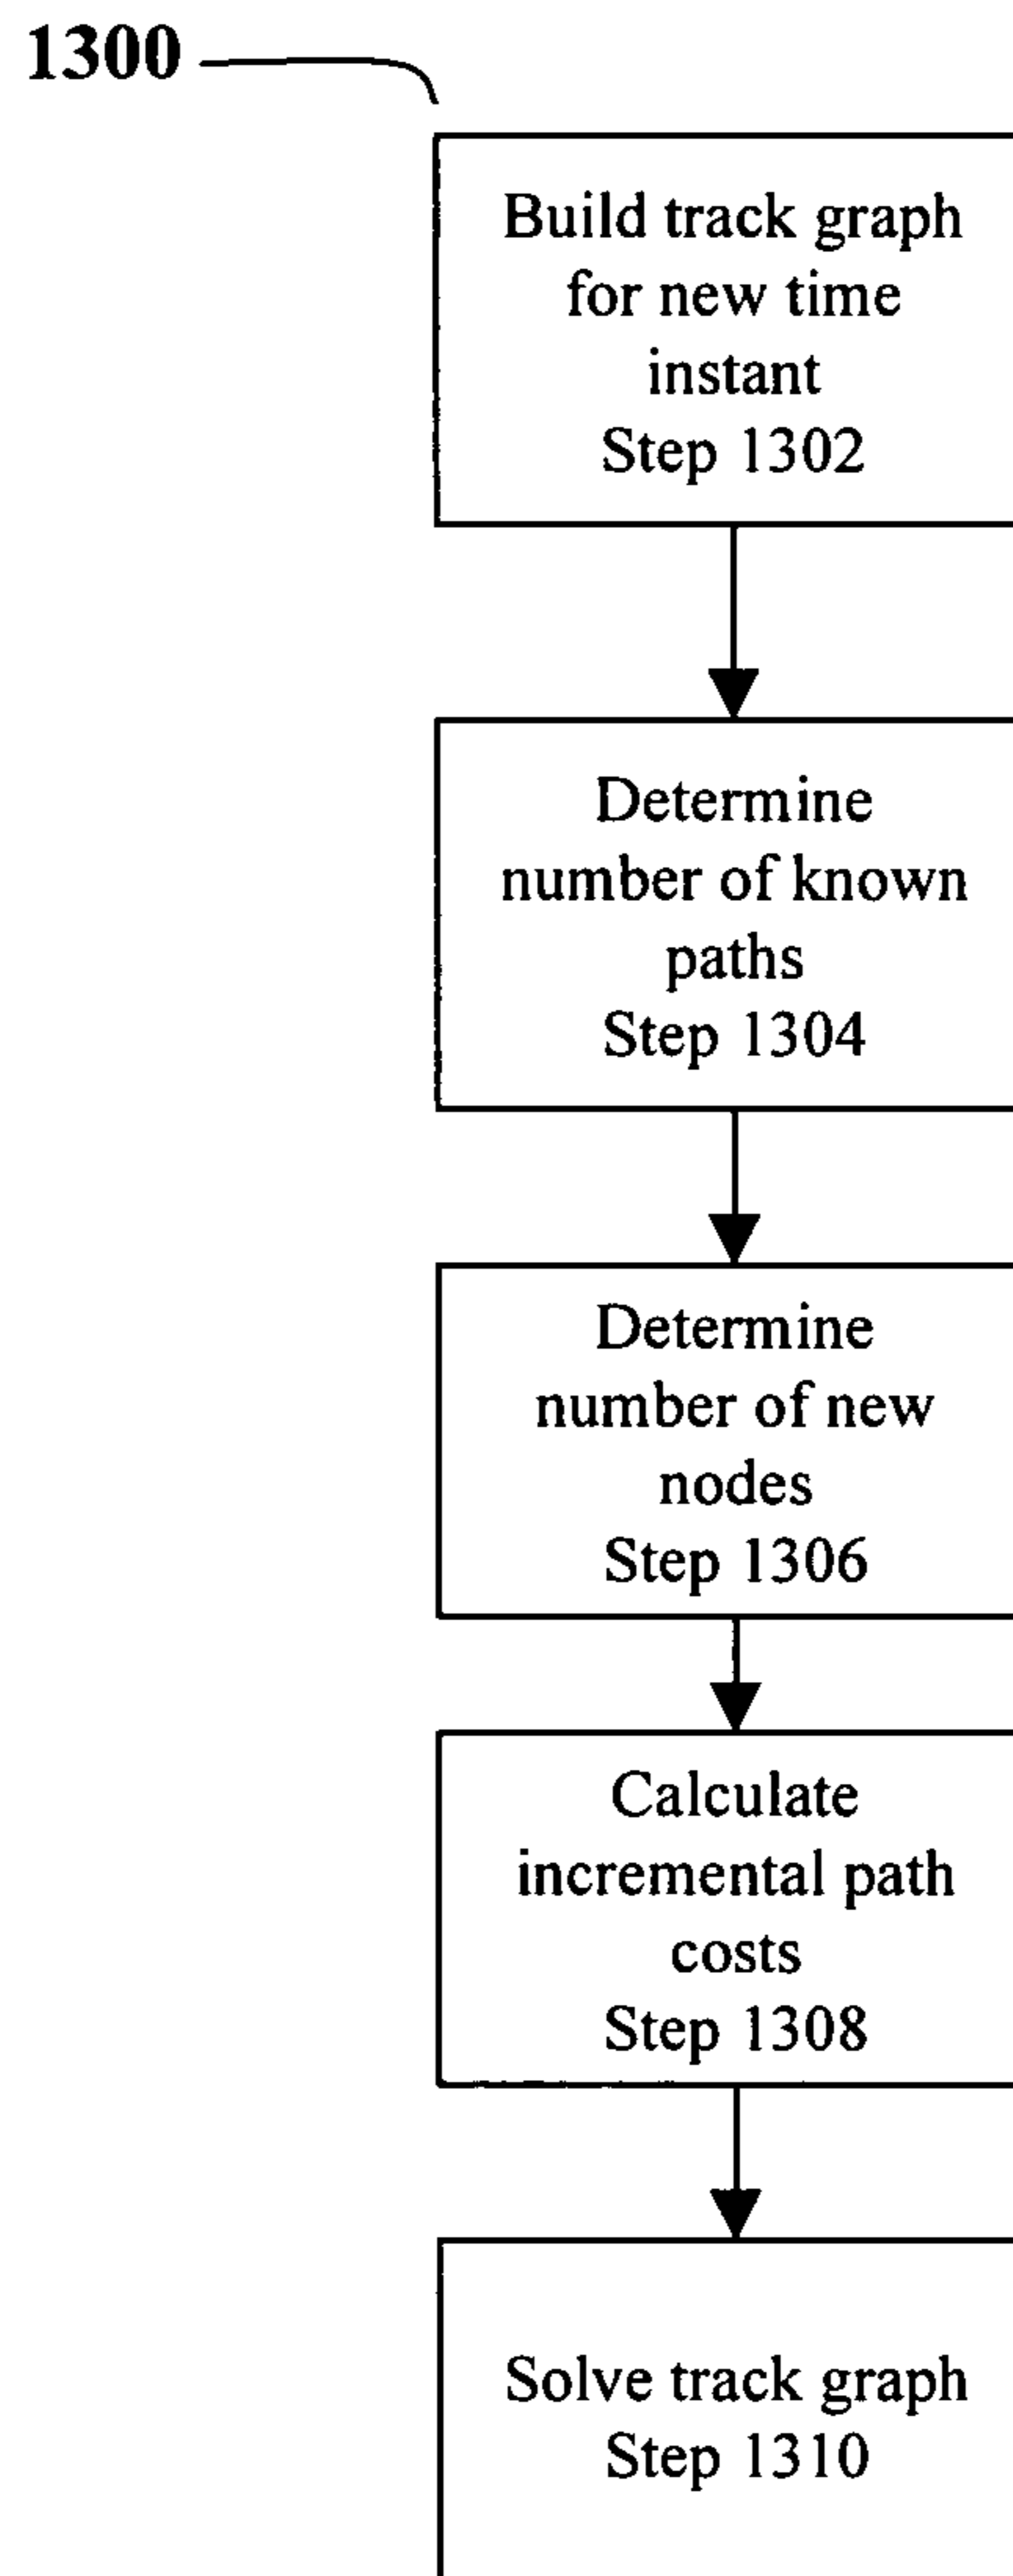 1300
Build track graph
for new time
instant
Step 1302
Determine
number of known
paths
Step 1304
Determine
number of new
nodes
Step 1306
Calculate
incremental path
costs
Step 1308
Solve track graph
Step 1310